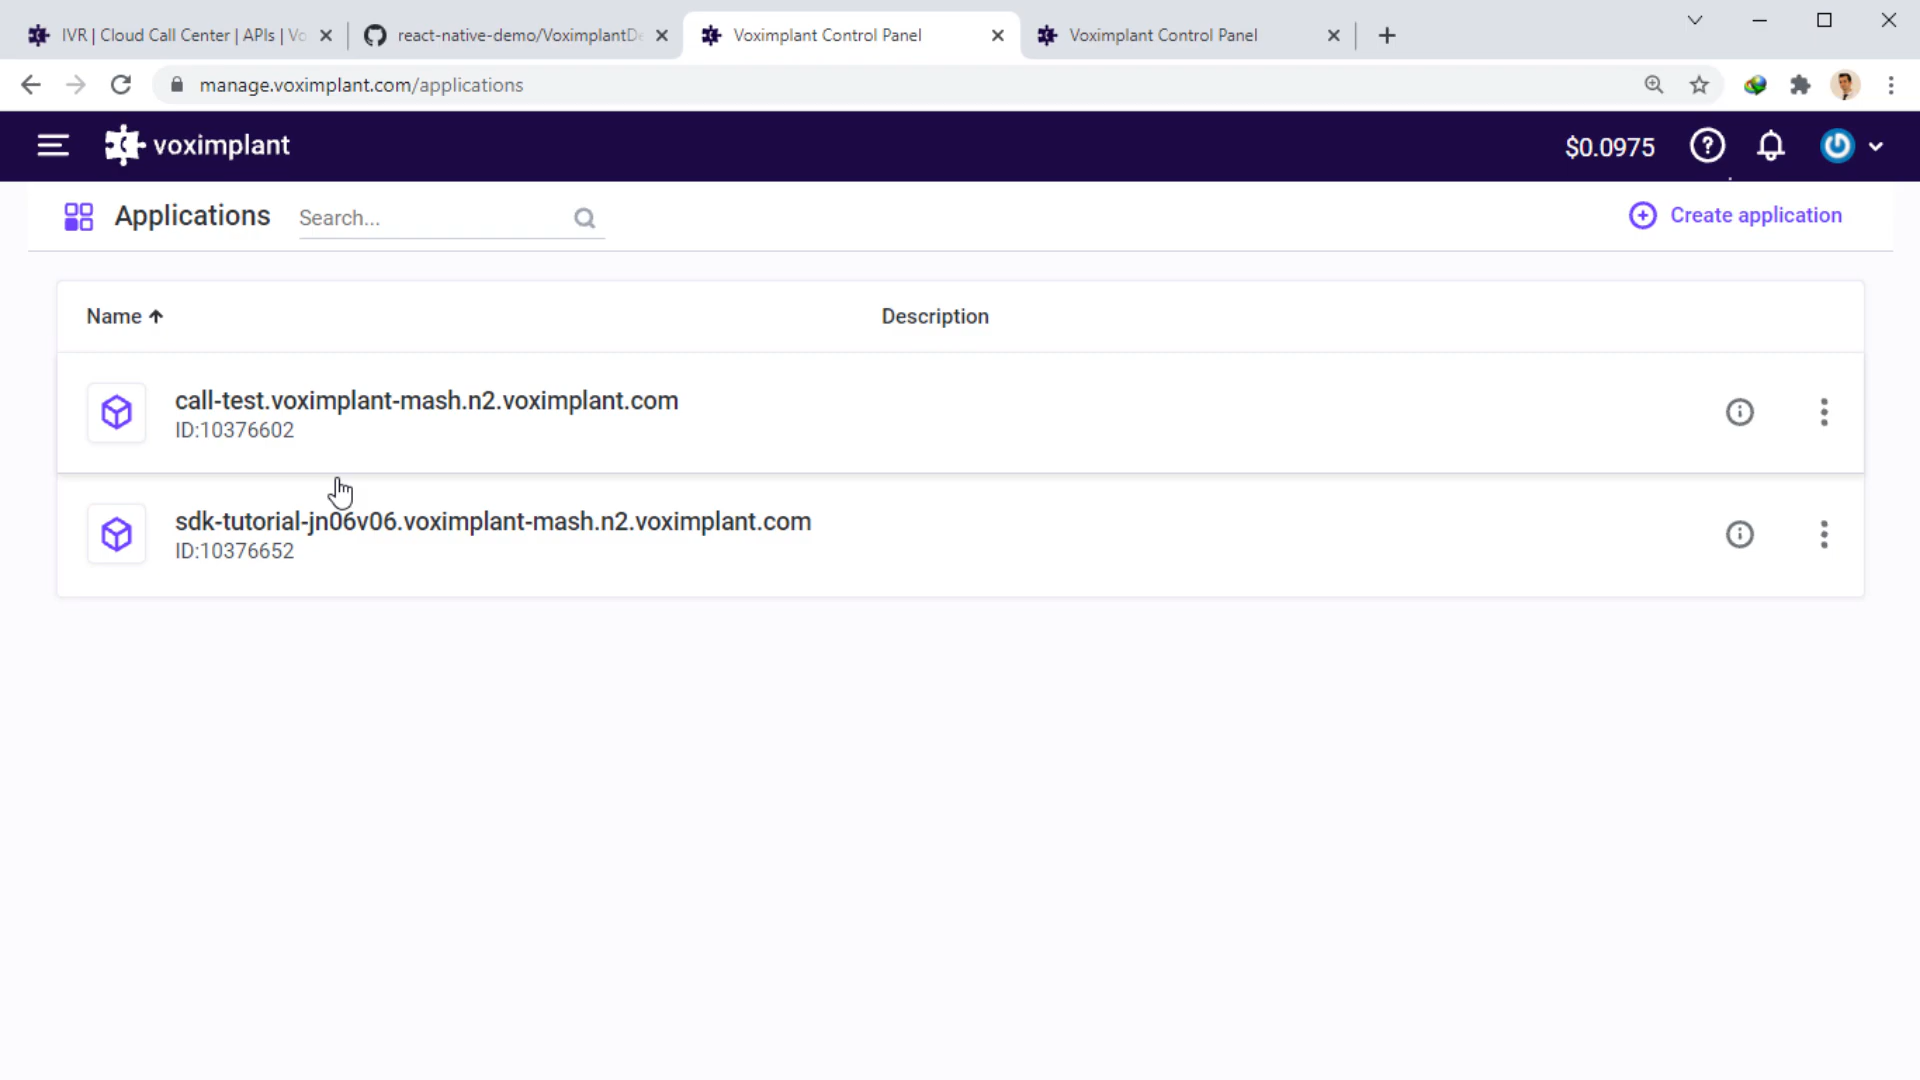 IVR | Cloud Call Center | APIs | Vo
react-native-demo/VoximplantDe
Voximplant Control Panel
Voximplant Control Panel
manage.voximplant.com/applications
voximplant
$0.0975
Applications
Search...
Create application
Name
Description
call-test.voximplant-mash.n2.voximplant.com
ID:10376602
sdk-tutorial-jn06v06.voximplant-mash.n2.voximplant.com
ID:10376652